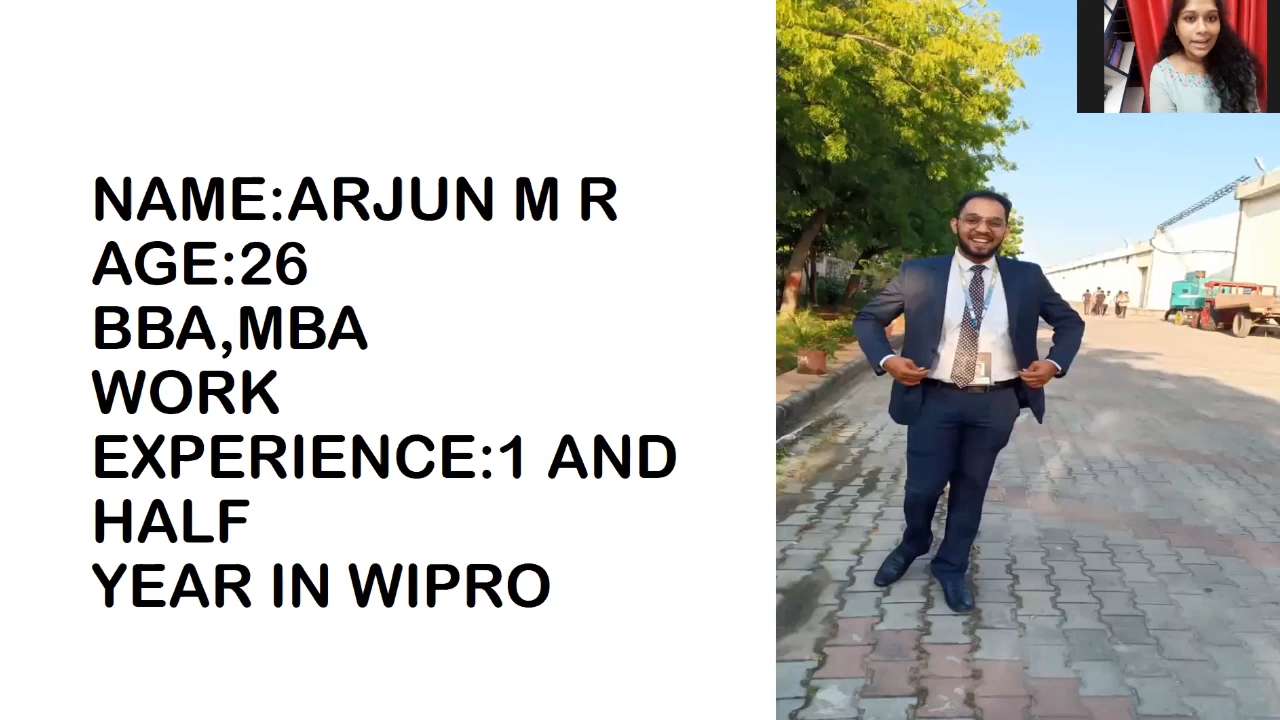 NAME:ARJUN M R
AGE:26
BBA,MBA
WORK
EXPERIENCE:1 AND
HALF
YEAR IN WIPRO